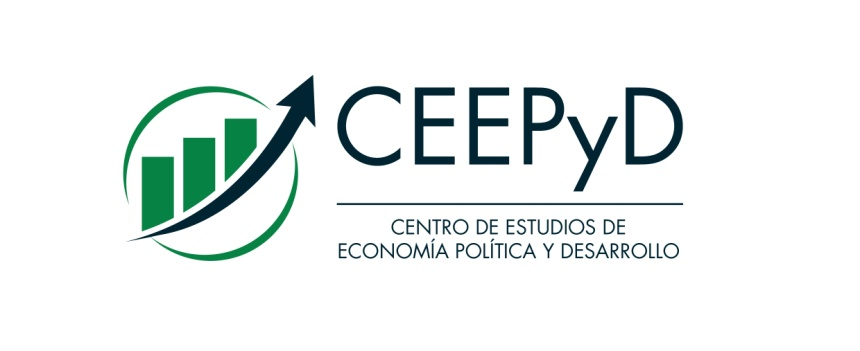 CEEPyD
CENTRO DE ESTUDIOS DE
ECONOMÍA POLÍTICA Y DESARROLLO